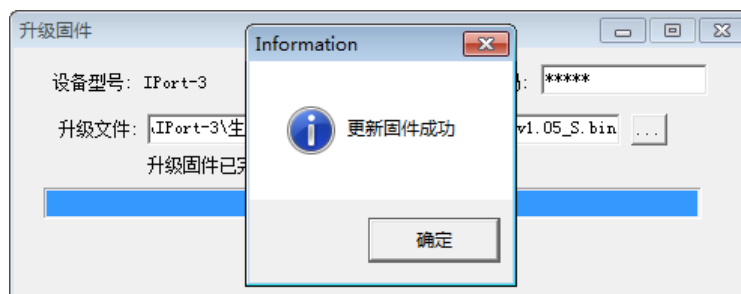 升级固件
Information
设备型号: IPort-3
*****
更新固件成功
升级文件: IPort-3\生
v1.05_S.bin ...
升级固件已
确定